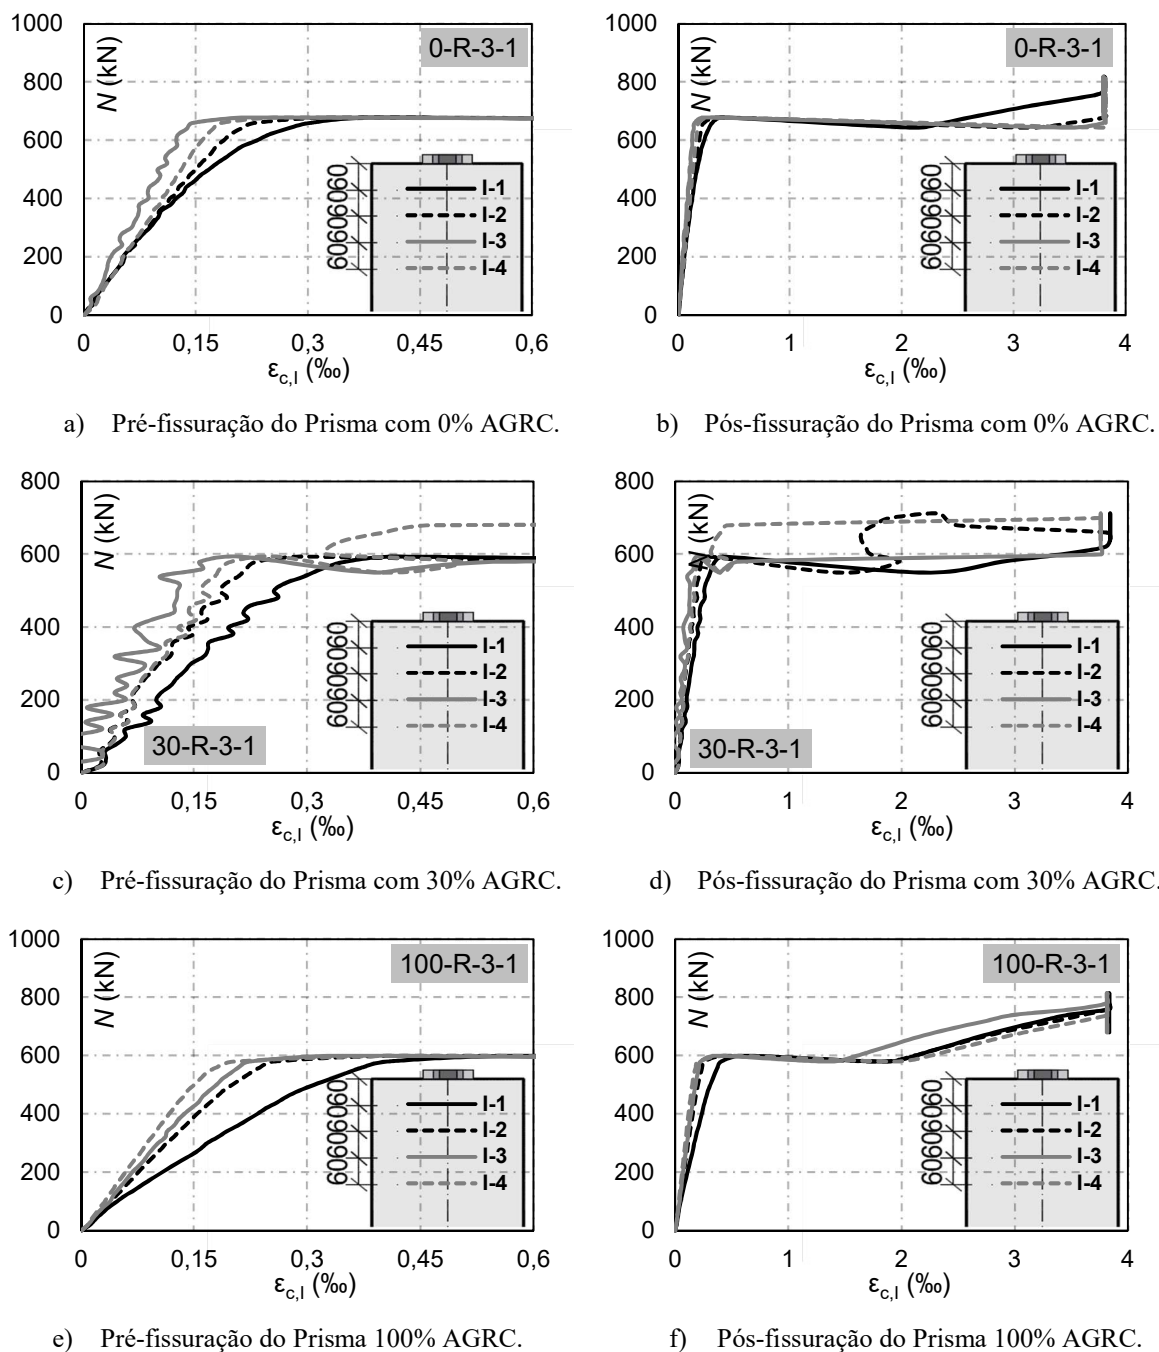 1000
800
600
400
200
0
N (kN)
0-R-3-1
60606060
I-1
I-2
I-3
I-4
0 0,15 0,3 0,45 0,6
εc,I (‰)
a) Pré-fissuração do Prisma com 0% AGRC.
1000
800
600
400
200
0
N (kN)
0-R-3-1
60606060
I-1
I-2
I-3
I-4
0 1 2 3 4
εc,I (‰)
b) Pós-fissuração do Prisma com 0% AGRC.
800
600
400
200
0
N (kN)
60606060
I-1
I-2
I-3
I-4
30-R-3-1
0 0,15 0,3 0,45 0,6
εc,I (‰)
c) Pré-fissuração do Prisma com 30% AGRC.
800
600
400
200
0
N (kN)
60606060
I-1
I-2
I-3
I-4
30-R-3-1
0 1 2 3 4
εc,I (‰)
d) Pós-fissuração do Prisma com 30% AGRC.
1000
800
600
400
200
0
N (kN)
100-R-3-1
60606060
I-1
I-2
I-3
I-4
0 0,15 0,3 0,45 0,6
εc,I (‰)
e) Pré-fissuração do Prisma 100% AGRC.
1000
800
600
400
200
0
N (kN)
100-R-3-1
60606060
I-1
I-2
I-3
I-4
0 1 2 3 4
εc,I (‰)
f) Pós-fissuração do Prisma 100% AGRC.